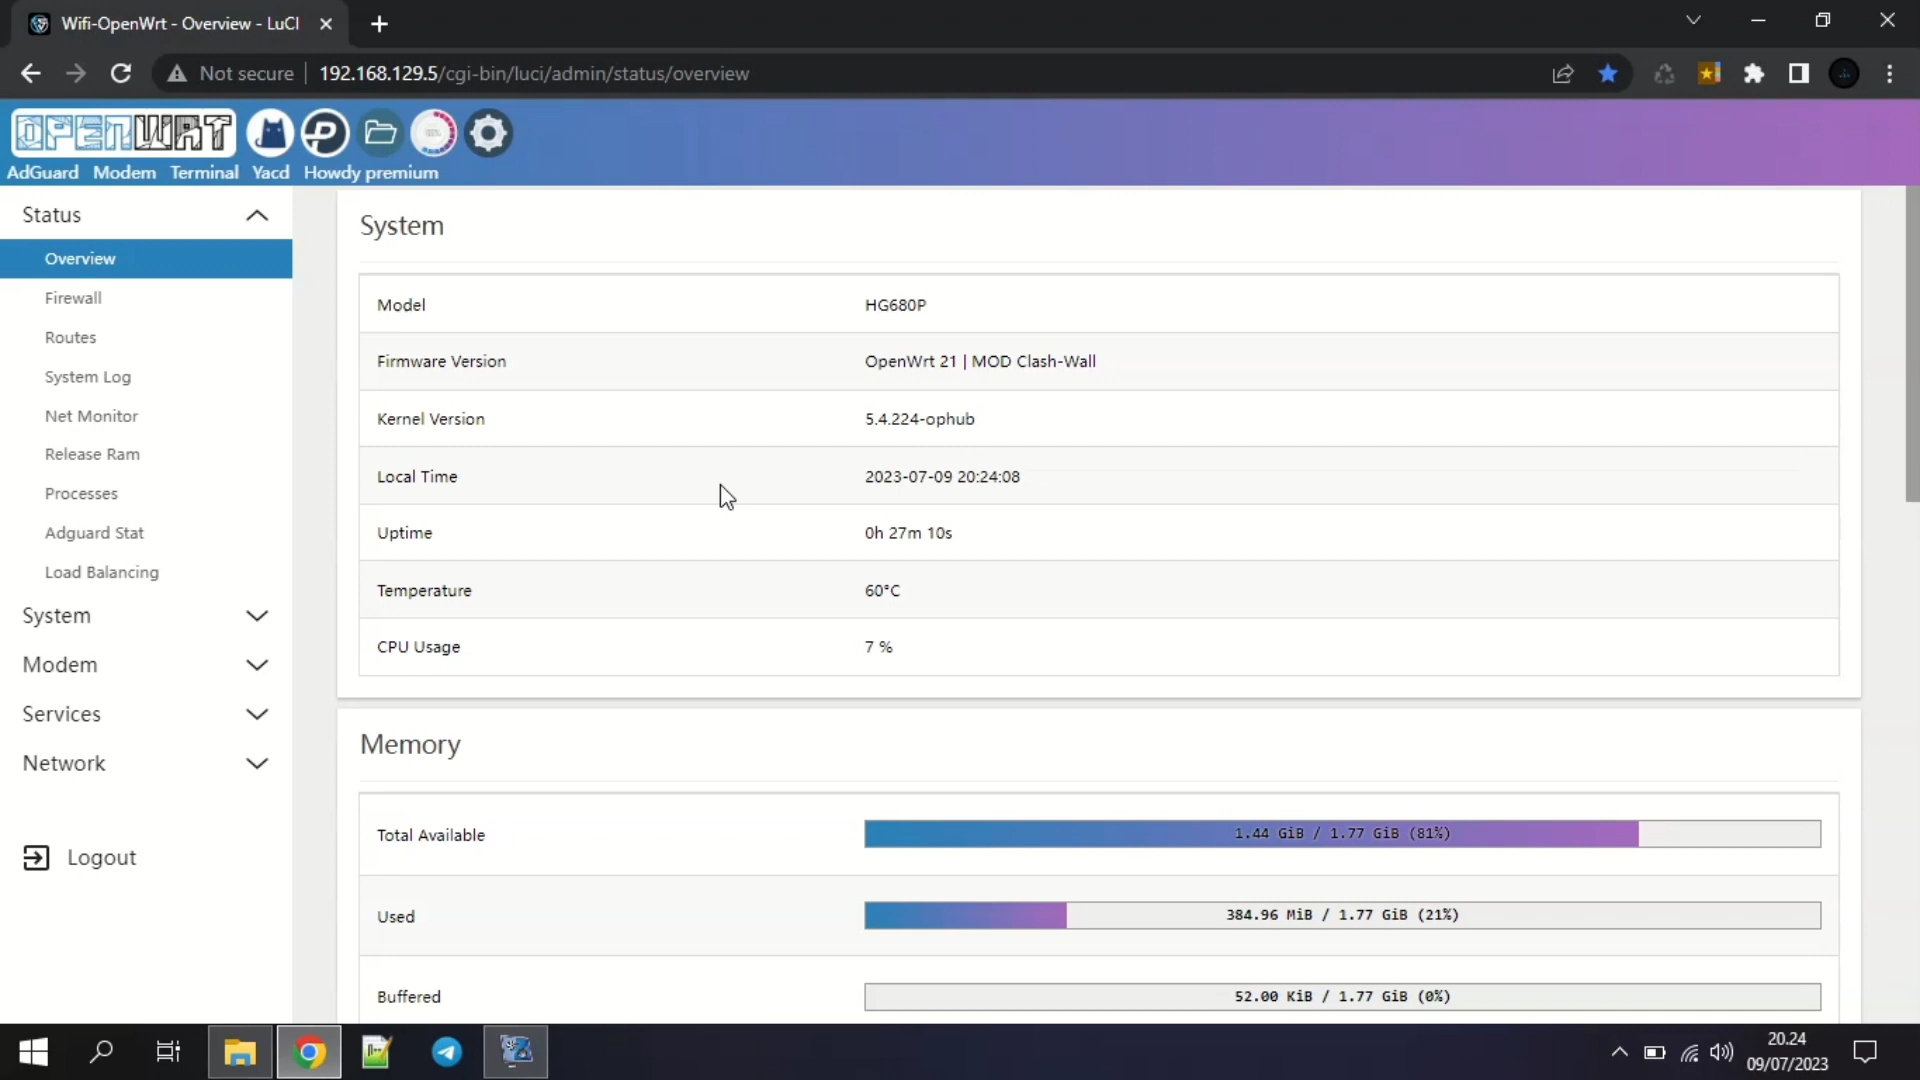 Wifi-OpenWrt - Overview - LuCI
Not secure
192.168.129.5/cgi-bin/luci/admin/status/overview
OPENWRT
AdGuard Modem Terminal Yacd Howdy premium
Status
Overview
Firewall
Routes
System Log
Net Monitor
Release Ram
Processes
Adguard Stat
Load Balancing
System
Modem
Services
Network
Logout
System
Model HG680P
Firmware Version OpenWrt 21 | MOD Clash-Wall
Kernel Version 5.4.224-ophub
Local Time 2023-07-09 20:24:08
Uptime 0h 27m 10s
Temperature 60°C
CPU Usage 7 %
Memory
Total Available 1.44 GiB / 1.77 GiB (81%)
Used 384.96 MiB / 1.77 GiB (21%)
Buffered 52.00 KiB / 1.77 GiB (0%)
20.24
09/07/2023